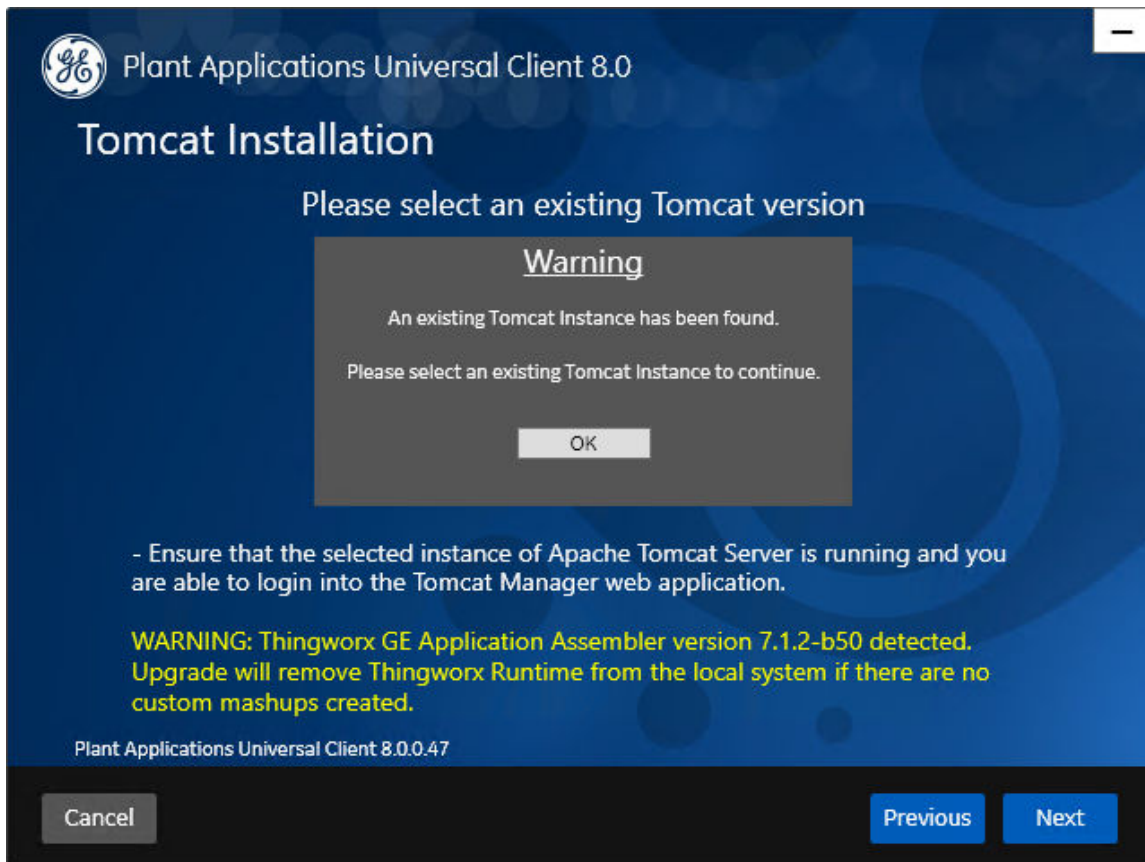 Plant Applications Universal Client 8.0
Tomcat Installation
Please select an existing Tomcat version
Warning
An existing Tomcat Instance has been found.
Please select an existing Tomcat Instance to continue.
OK
- Ensure that the selected instance of Apache Tomcat Server is running and you
are able to login into the Tomcat Manager web application.
WARNING: Thingworx GE Application Assembler version 7.1.2-b50 detected.
Upgrade will remove Thingworx Runtime from the local system if there are no
custom mashups created.
Plant Applications Universal Client 8.0.0.47
Cancel
Previous
Next